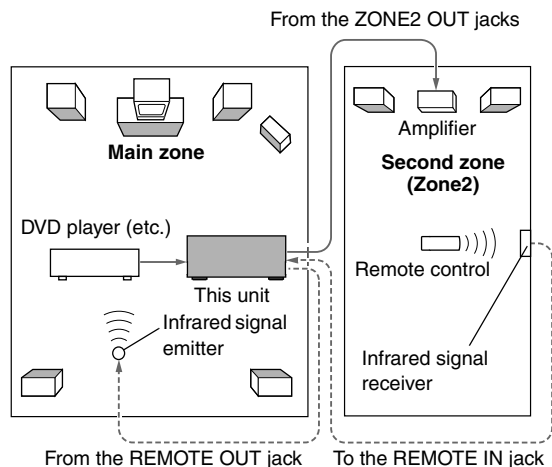 From the ZONE2 OUT jacks
Amplifier
Main zone
Second zone
(Zone2)
DVD player (etc.)
Remote control
This unit
Infrared signal
emitter
Infrared signal
receiver
From the REMOTE OUT jack
To the REMOTE IN jack